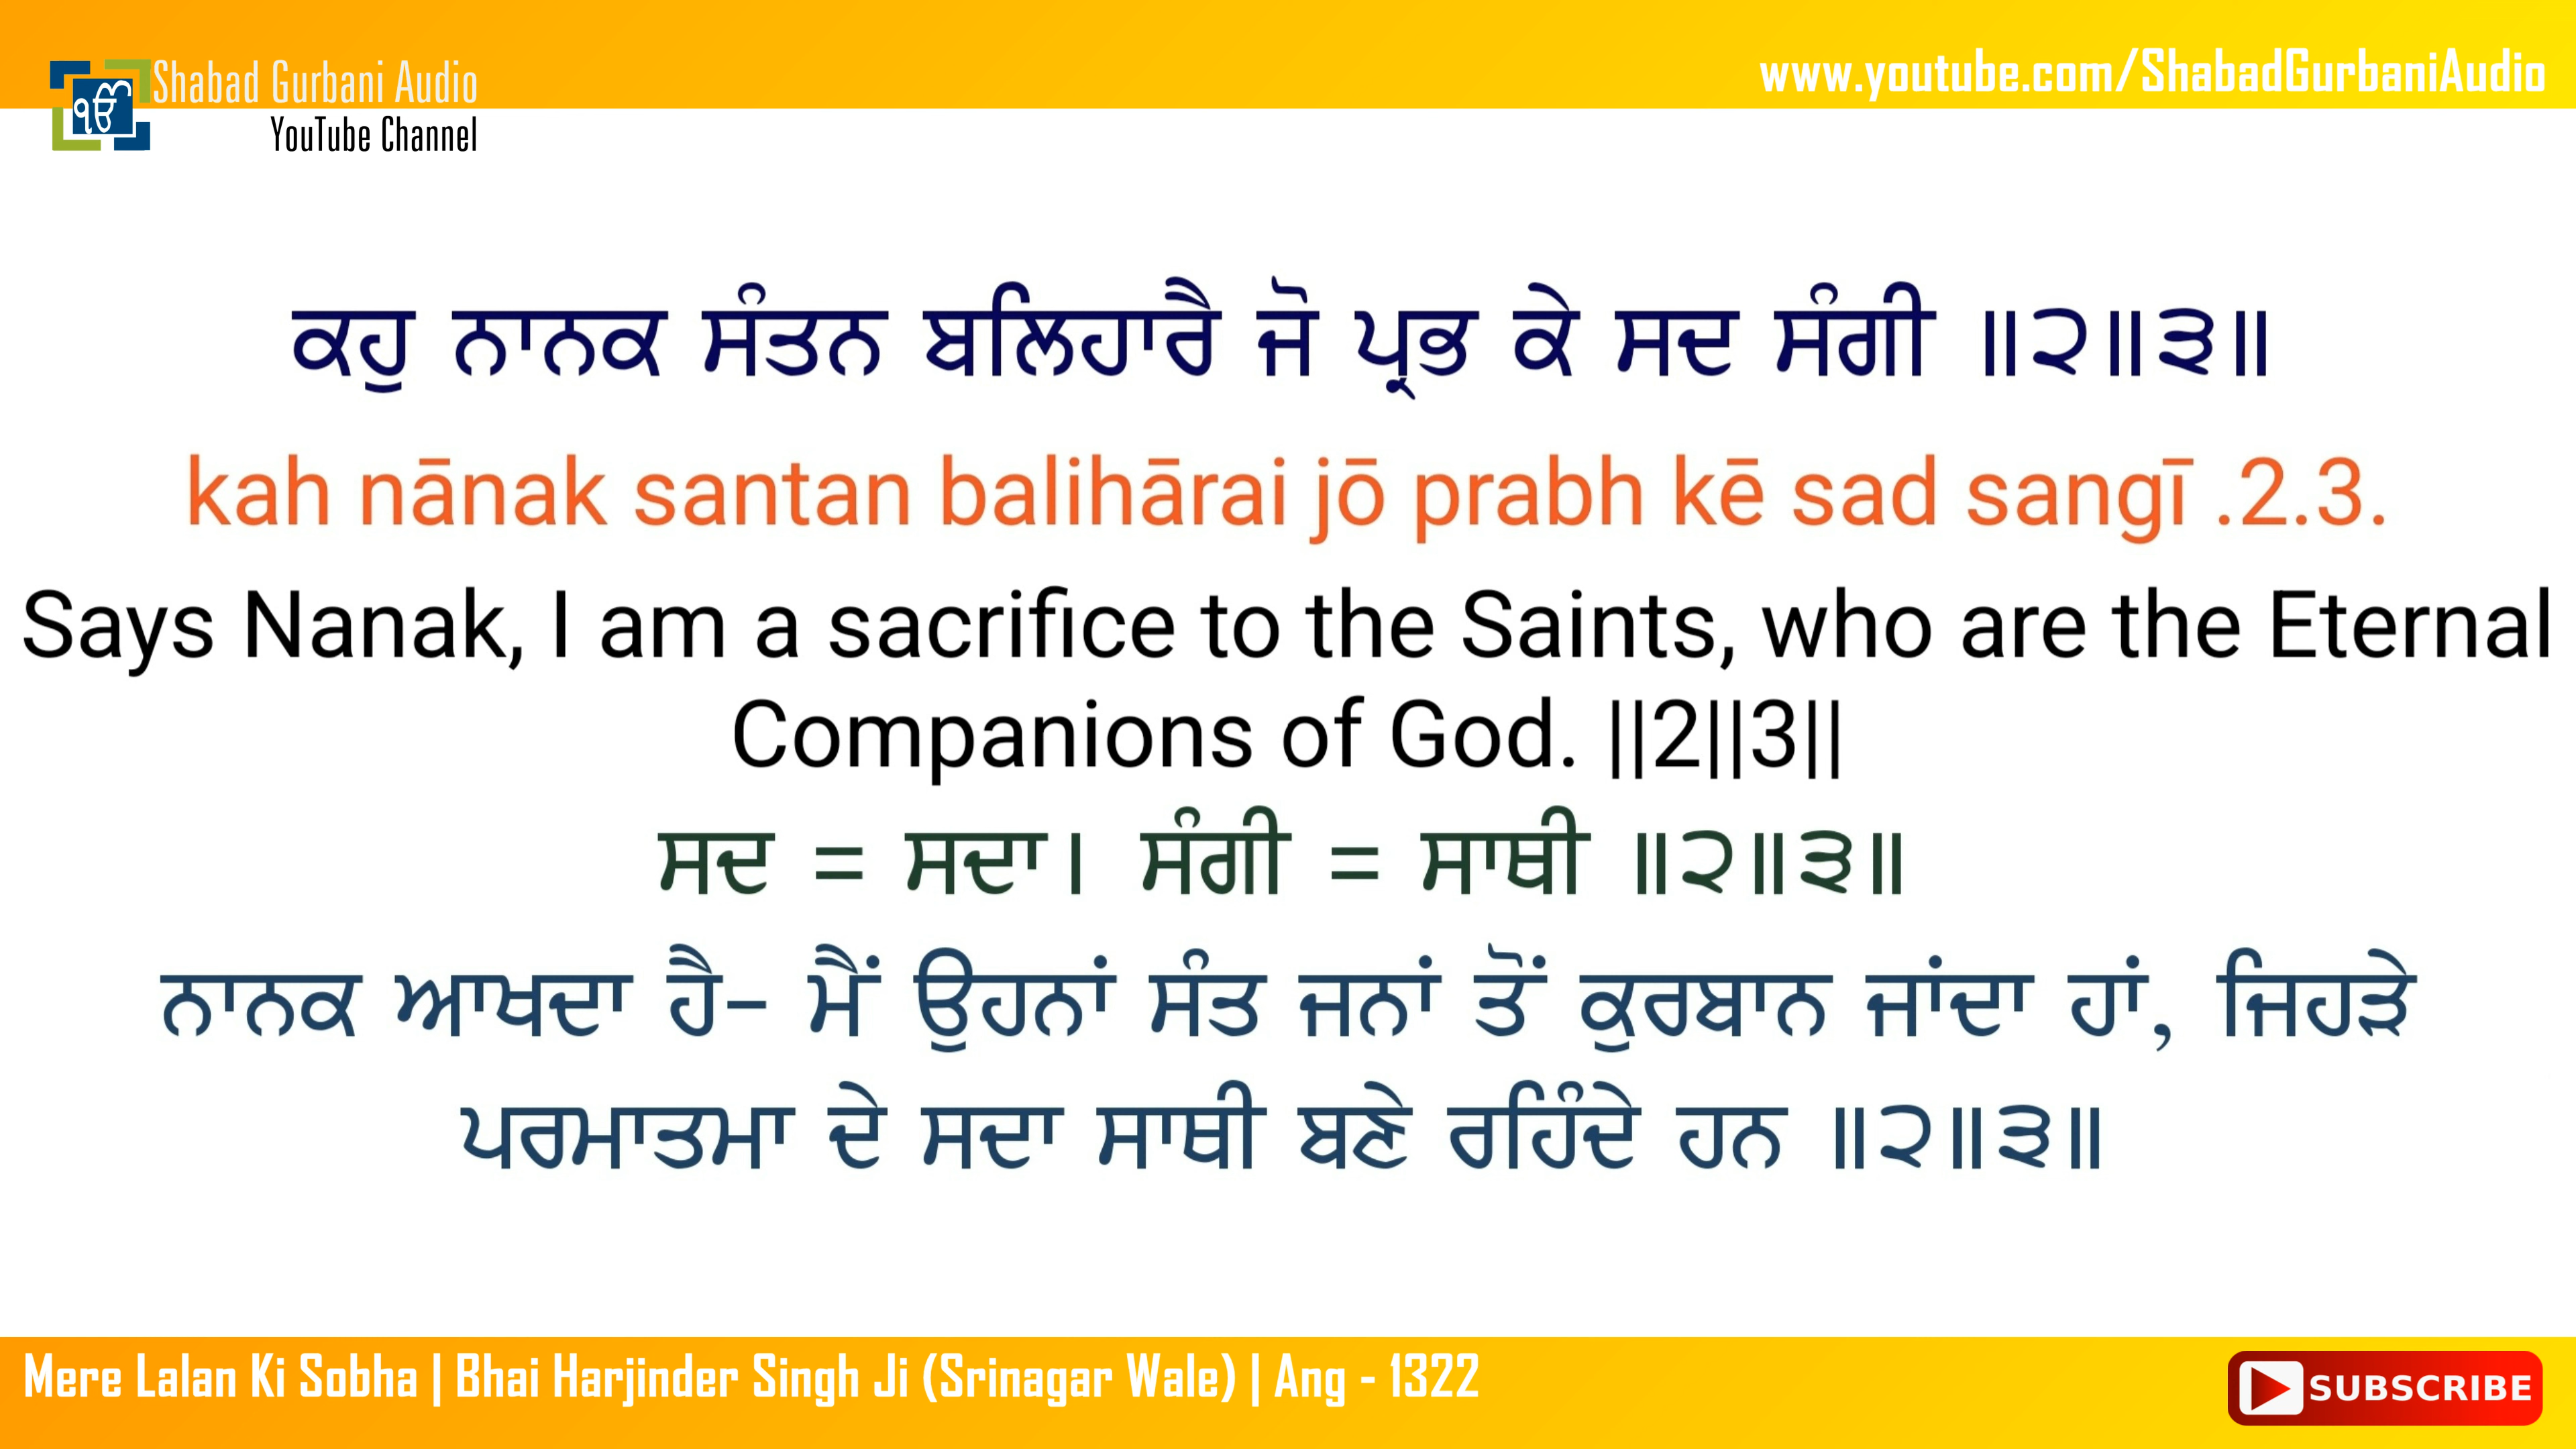 Shabad Gurbani Audio
YouTube Channel
www.youtube.com/ShabadGurbaniAudio
ੴ
ਕਹੁ ਨਾਨਕ ਸੰਤਨ ਬਲਿਹਾਰੈ ਜੋ ਪ੍ਰਭ ਕੇ ਸਦ ਸੰਗੀ ॥੨॥੩॥
kah nānak santan balihārai jō prabh kē sad sangī .2.3.
Says Nanak, I am a sacrifice to the Saints, who are the Eternal
Companions of God. ||2||3||
ਸਦ = ਸਦਾ। ਸੰਗੀ = ਸਾਥੀ ॥੨॥੩॥
ਨਾਨਕ ਆਖਦਾ ਹੈ- ਮੈਂ ਉਹਨਾਂ ਸੰਤ ਜਨਾਂ ਤੋਂ ਕੁਰਬਾਨ ਜਾਂਦਾ ਹਾਂ, ਜਿਹੜੇ
ਪਰਮਾਤਮਾ ਦੇ ਸਦਾ ਸਾਥੀ ਬਣੇ ਰਹਿੰਦੇ ਹਨ ॥੨॥੩॥
Mere Lalan Ki Sobha | Bhai Harjinder Singh Ji (Srinagar Wale) | Ang - 1322
SUBSCRIBE